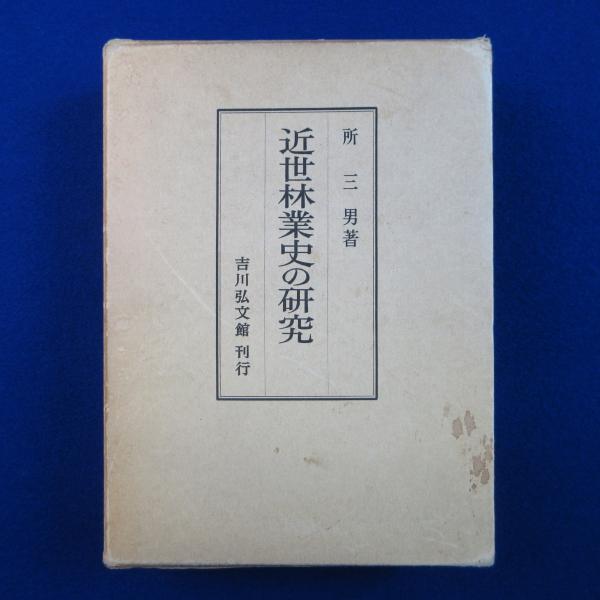 所三男著
近世林業史の研究
吉川弘文館刊行